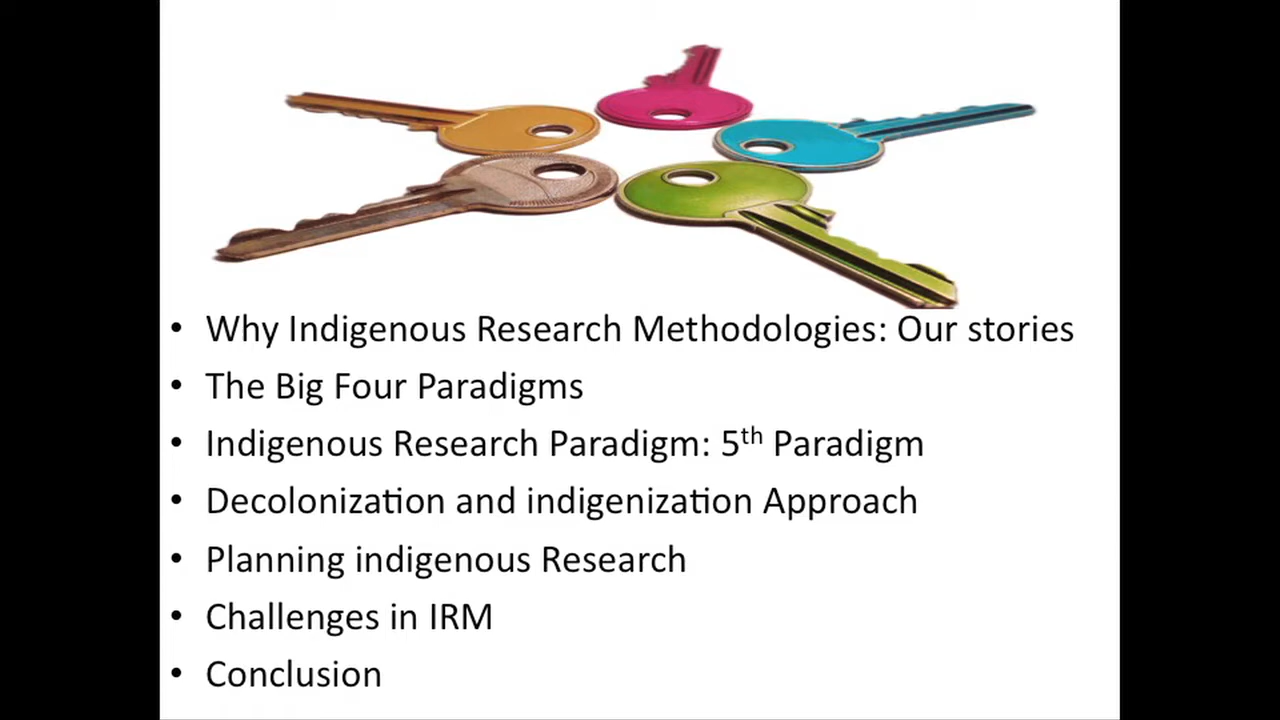 • Why Indigenous Research Methodologies: Our stories
• The Big Four Paradigms
• Indigenous Research Paradigm: 5th Paradigm
• Decolonization and indigenization Approach
• Planning indigenous Research
• Challenges in IRM
• Conclusion